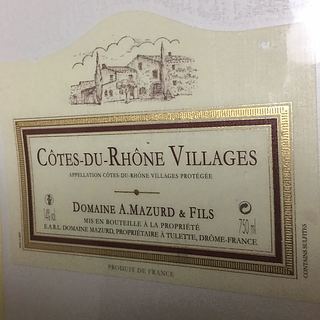 CÔTES-DU-RHÔNE VILLAGES
APPELLATION CÔTES-DU-RHÔNE VILLAGES PROTÉGÉE
DOMAINE A.MAZURD & FILS
MIS EN BOUTEILLE À LA PROPRIÉTÉ
E.A.R.L. DOMAINE MAZURD, PROPRIÉTAIRE À TULETTE, DRÔME-FRANCE
14% vol.
750 ml
PRODUIT DE FRANCE
CONTAINS SULFITES